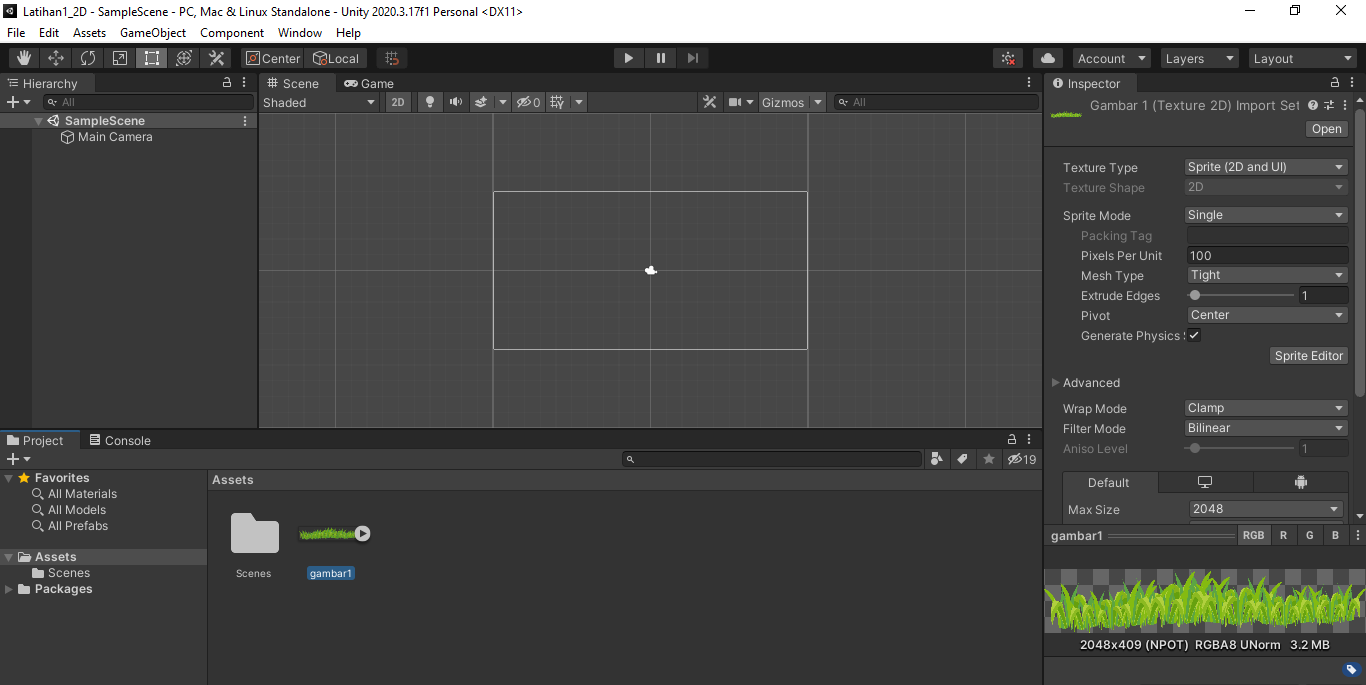 Latihan1_2D - SampleScene - PC, Mac & Linux Standalone - Unity 2020.3.17f1 Personal <DX11>
File Edit Assets GameObject Component Window Help
Center Local Account Layers Layout
Hierarchy
All
SampleScene
Main Camera
Scene Game
Shaded 2D 0 Gizmos All
Inspector
Gambar 1 (Texture 2D) Import Set
Open
Texture Type Sprite (2D and UI)
Texture Shape 2D
Sprite Mode Single
Packing Tag
Pixels Per Unit 100
Mesh Type Tight
Extrude Edges 1
Pivot Center
Generate Physics S
Sprite Editor
Advanced
Wrap Mode Clamp
Filter Mode Bilinear
Aniso Level 1
Default
Max Size 2048
gambar1 RGB R G B
2048x409 (NPOT) RGBA8 UNorm 3.2 MB
Project Console
19
Favorites
All Materials
All Models
All Prefabs
Assets
Scenes
Packages
Assets
Scenes
gambar1